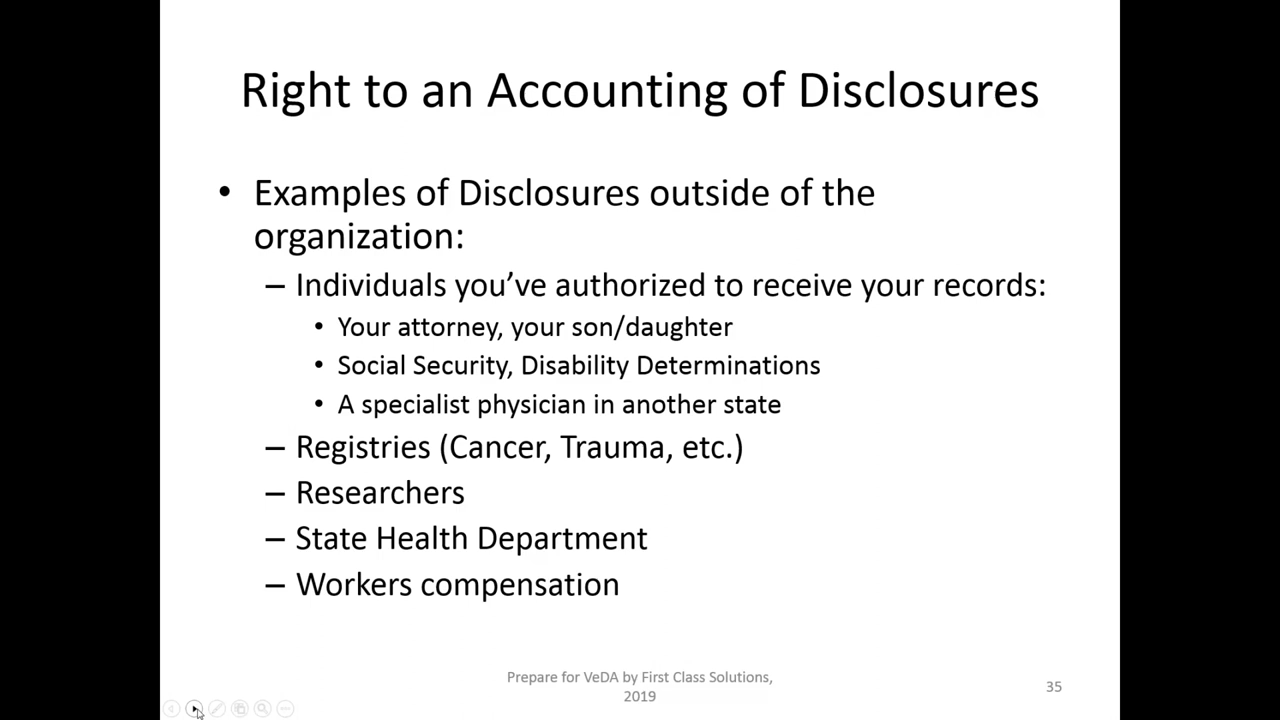 Right to an Accounting of Disclosures
• Examples of Disclosures outside of the
organization:
– Individuals you’ve authorized to receive your records:
• Your attorney, your son/daughter
• Social Security, Disability Determinations
• A specialist physician in another state
– Registries (Cancer, Trauma, etc.)
– Researchers
– State Health Department
– Workers compensation
Prepare for VeDA by First Class Solutions,
2019
35